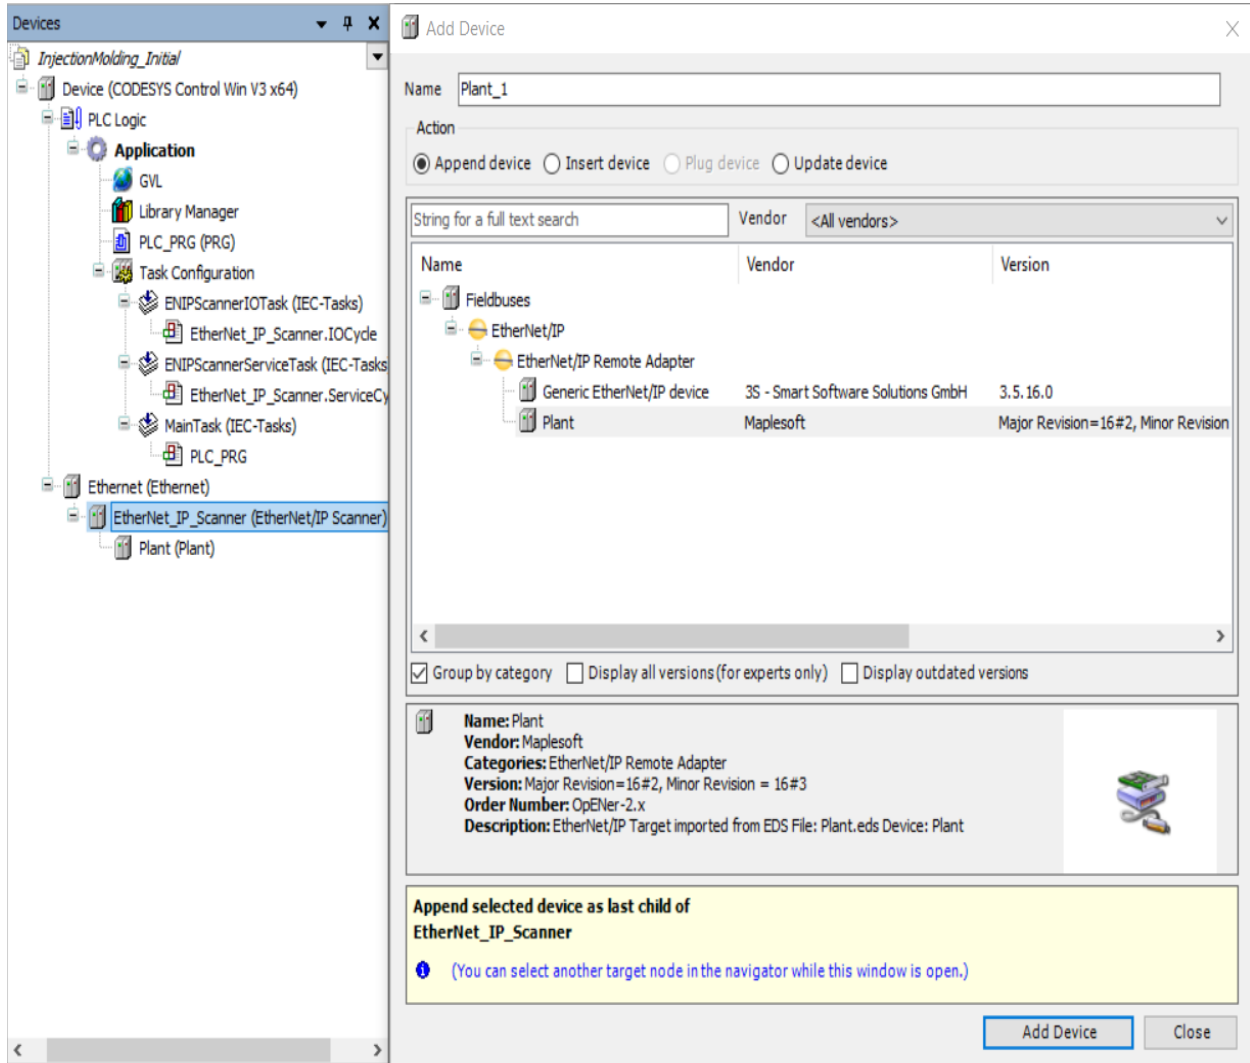 Devices
InjectionMolding_Initial
Device (CODESYS Control Win V3 x64)
PLC Logic
Application
GVL
Library Manager
PLC_PRG (PRG)
Task Configuration
ENIPScannerIOTask (IEC-Tasks)
EtherNet_IP_Scanner.IOCycle
ENIPScannerServiceTask (IEC-Tasks
EtherNet_IP_Scanner.ServiceCy
MainTask (IEC-Tasks)
PLC_PRG
Ethernet (Ethernet)
EtherNet_IP_Scanner (EtherNet/IP Scanner)
Plant (Plant)
Add Device
Name Plant_1
Action
Append device Insert device Plug device Update device
String for a full text search Vendor <All vendors>
Name Vendor Version
Fieldbuses
EtherNet/IP
EtherNet/IP Remote Adapter
Generic EtherNet/IP device 3S - Smart Software Solutions GmbH 3.5.16.0
Plant Maplesoft Major Revision=16#2, Minor Revision
Group by category Display all versions(for experts only) Display outdated versions
Name: Plant
Vendor: Maplesoft
Categories: EtherNet/IP Remote Adapter
Version: Major Revision=16#2, Minor Revision = 16#3
Order Number: OpENer-2.x
Description: EtherNet/IP Target imported from EDS File: Plant.eds Device: Plant
Append selected device as last child of
EtherNet_IP_Scanner
(You can select another target node in the navigator while this window is open.)
Add Device Close